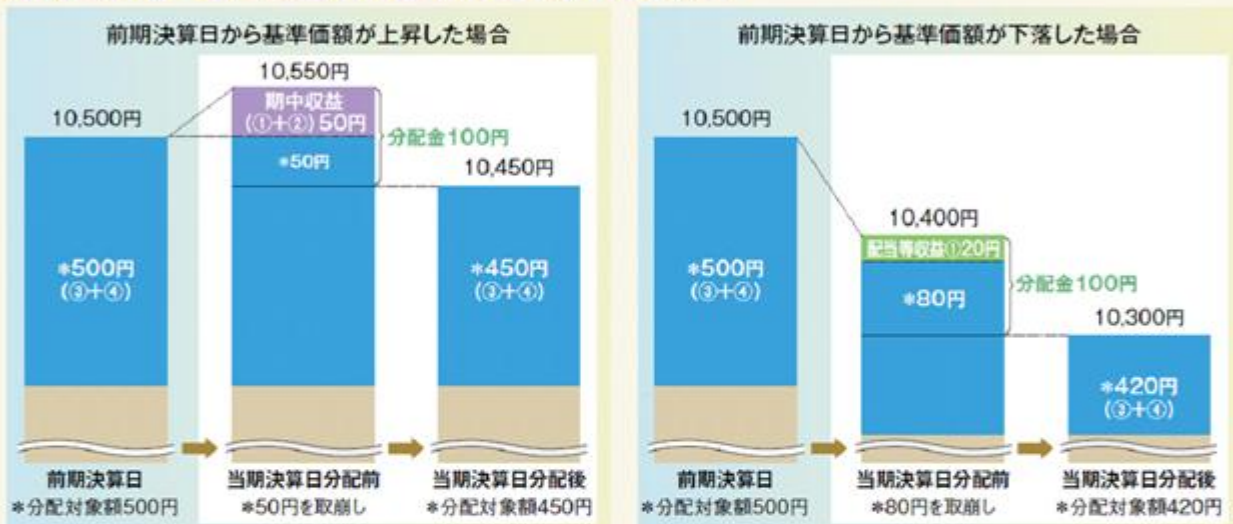 前期決算日から基準価額が上昇した場合
10,550円
期中収益
(①+②) 50円
10,500円
分配金100円
*50円
10,450円
*500円
(③+④)
*450円
(③+④)
前期決算日
当期決算日分配前
当期決算日分配後
*分配対象額500円
*50円を取崩し
*分配対象額450円
前期決算日から基準価額が下落した場合
10,500円
10,400円
配当等収益①20円
*500円
(③+④)
分配金100円
*80円
10,300円
*420円
(③+④)
前期決算日
当期決算日分配前
当期決算日分配後
*分配対象額500円
*80円を取崩し
*分配対象額420円